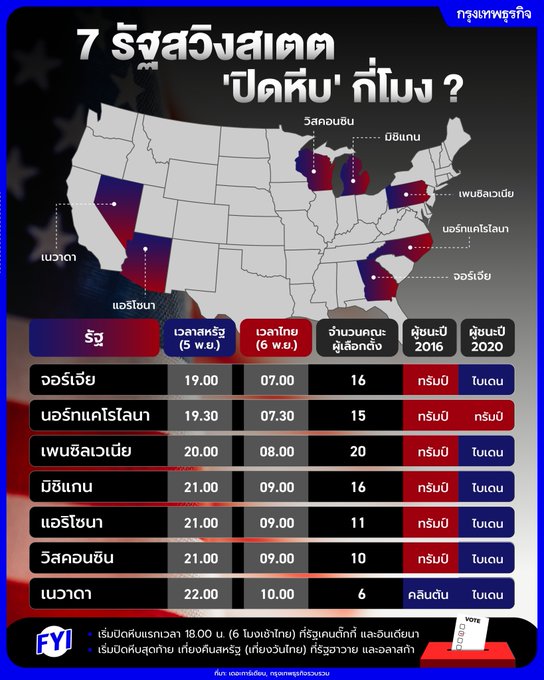 กรุงเทพธุรกิจ
7 รัฐสวิงสเตต
'ปิดหีบ' กี่โมง ?
วิสคอนซิน
มิชิแกน
เพนซิลเวเนีย
นอร์ทแคโรไลนา
เนวาดา
จอร์เจีย
แอริโซนา
รัฐ เวลาสหรัฐ (5 พ.ย.) เวลาไทย (6 พ.ย.) จำนวนคณะผู้เลือกตั้ง ผู้ชนะปี 2016 ผู้ชนะปี 2020
จอร์เจีย 19.00 07.00 16 ทรัมป์ ไบเดน
นอร์ทแคโรไลนา 19.30 07.30 15 ทรัมป์ ทรัมป์
เพนซิลเวเนีย 20.00 08.00 20 ทรัมป์ ไบเดน
มิชิแกน 21.00 09.00 16 ทรัมป์ ไบเดน
แอริโซนา 21.00 09.00 11 ทรัมป์ ไบเดน
วิสคอนซิน 21.00 09.00 10 ทรัมป์ ไบเดน
เนวาดา 22.00 10.00 6 คลินตัน ไบเดน
FYI
• เริ่มปิดหีบแรกเวลา 18.00 น. (6 โมงเช้าไทย) ที่รัฐเคนตั๊กกี้ และอินเดียนา
• เริ่มปิดหีบสุดท้าย เที่ยงคืนสหรัฐ (เที่ยงวันไทย) ที่รัฐฮาวาย และอลาสก้า
VOTE
ที่มา: เดอะการ์เดียน, กรุงเทพธุรกิจรวบรวม